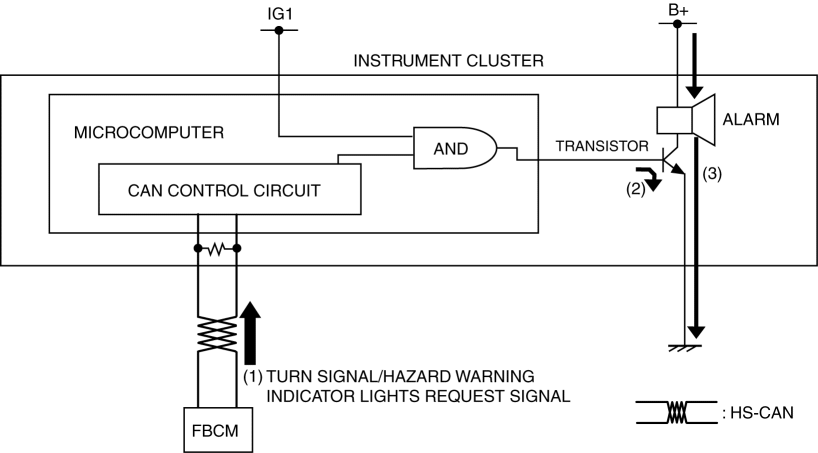 IG1
B+
INSTRUMENT CLUSTER
MICROCOMPUTER
AND
TRANSISTOR
ALARM
CAN CONTROL CIRCUIT
(2)
(3)
(1) TURN SIGNAL/HAZARD WARNING
INDICATOR LIGHTS REQUEST SIGNAL
FBCM
: HS-CAN